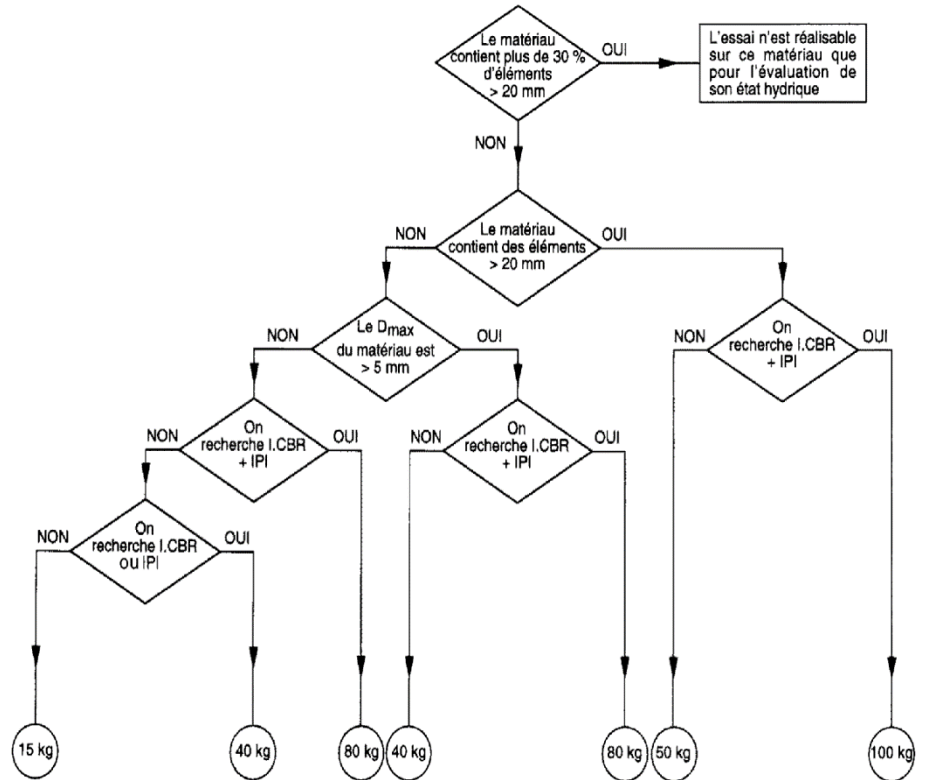 Le matériau
contient plus de 30 %
d'éléments
> 20 mm
OUI
L'essai n'est réalisable
sur ce matériau que
pour l'évaluation de
son état hydrique
NON
Le matériau
contient des éléments
> 20 mm
NON
OUI
Le Dmax
du matériau est
> 5 mm
NON
OUI
On
recherche I.CBR
+ IPI
NON
OUI
On
recherche I.CBR
+ IPI
NON
OUI
On
recherche I.CBR
+ IPI
NON
OUI
On
recherche I.CBR
ou IPI
NON
OUI
15 kg
40 kg
80 kg
40 kg
80 kg
50 kg
100 kg